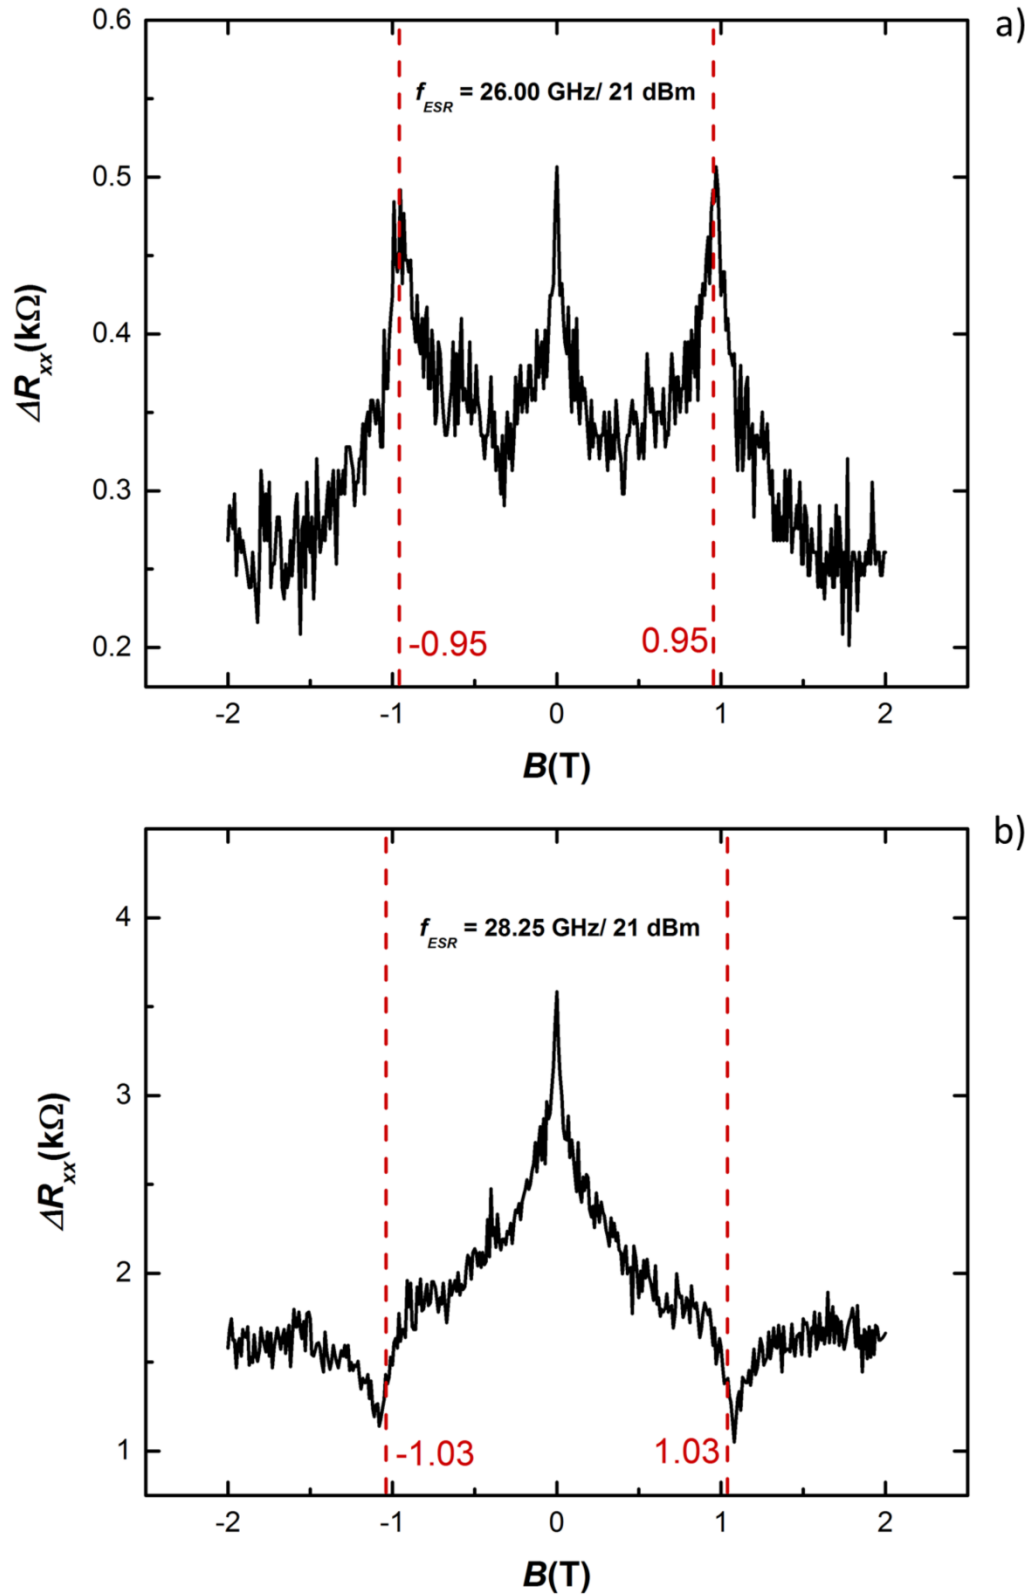 a)
0.6
f_ESR = 26.00 GHz/ 21 dBm
0.5
0.4
ΔR_xx(kΩ)
0.3
0.2
-0.95
0.95
-2 -1 0 1 2
B(T)
b)
4
f_ESR = 28.25 GHz/ 21 dBm
3
ΔR_xx(kΩ)
2
1
-1.03
1.03
-2 -1 0 1 2
B(T)